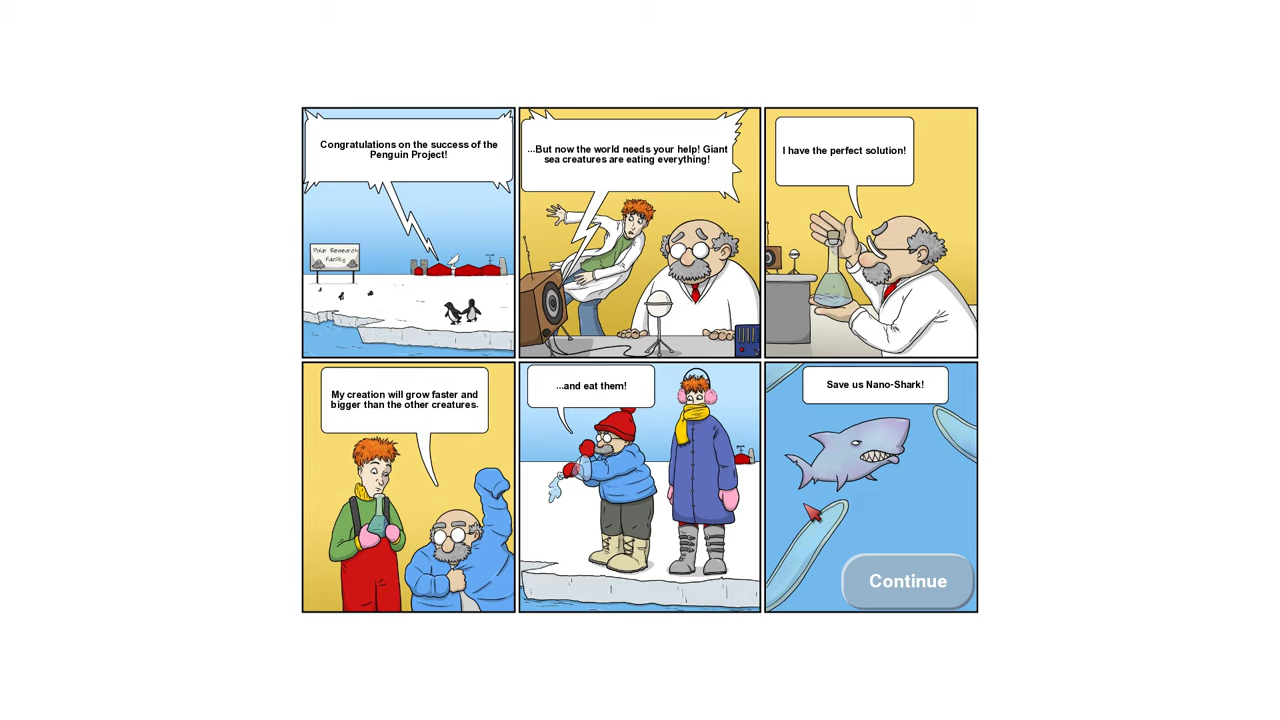 Congratulations on the success of the
Penguin Project!
...But now the world needs your help! Giant
sea creatures are eating everything!
I have the perfect solution!
Polar Research
Facility
My creation will grow faster and
bigger than the other creatures.
...and eat them!
Save us Nano-Shark!
Continue